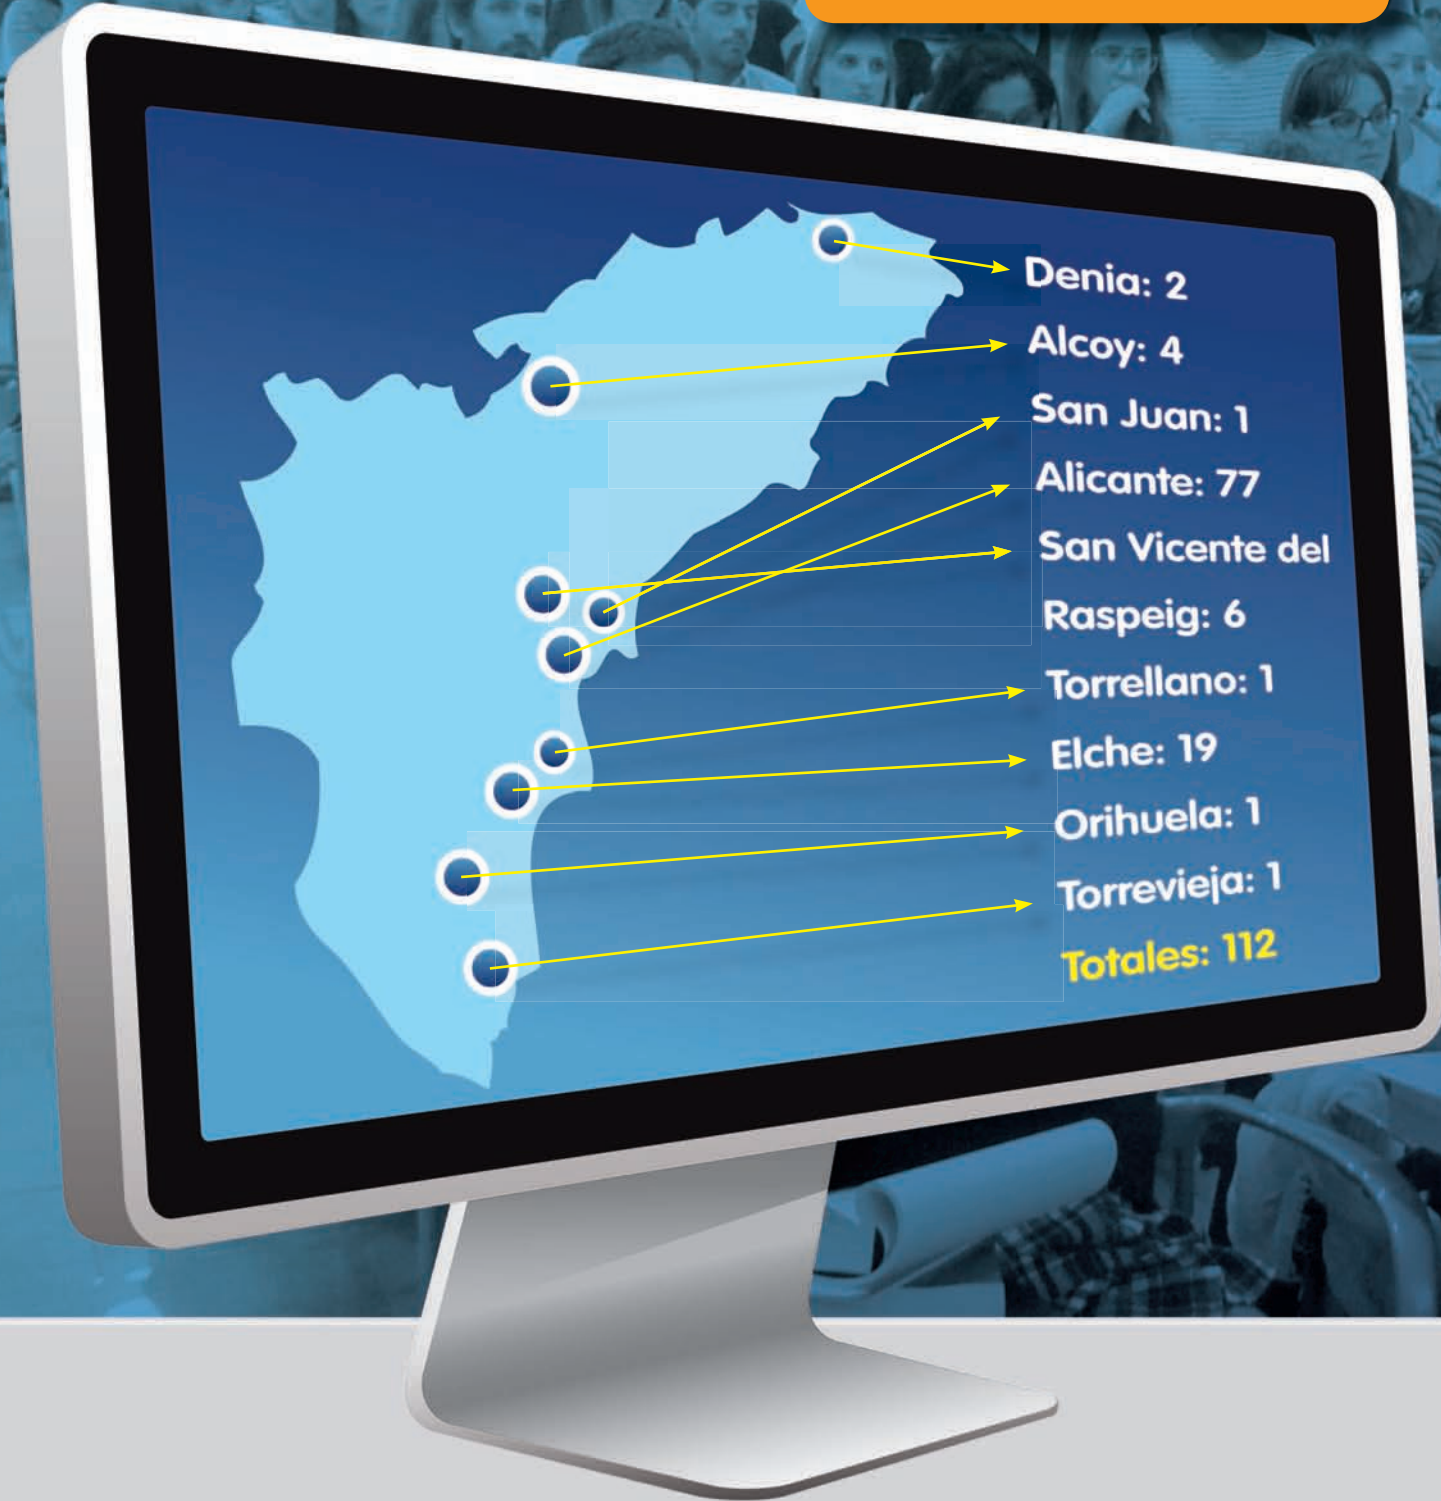 Denia: 2
Alcoy: 4
San Juan: 1
Alicante: 77
San Vicente del
Raspeig: 6
Torrellano: 1
Elche: 19
Orihuela: 1
Torrevieja: 1
Totales: 112